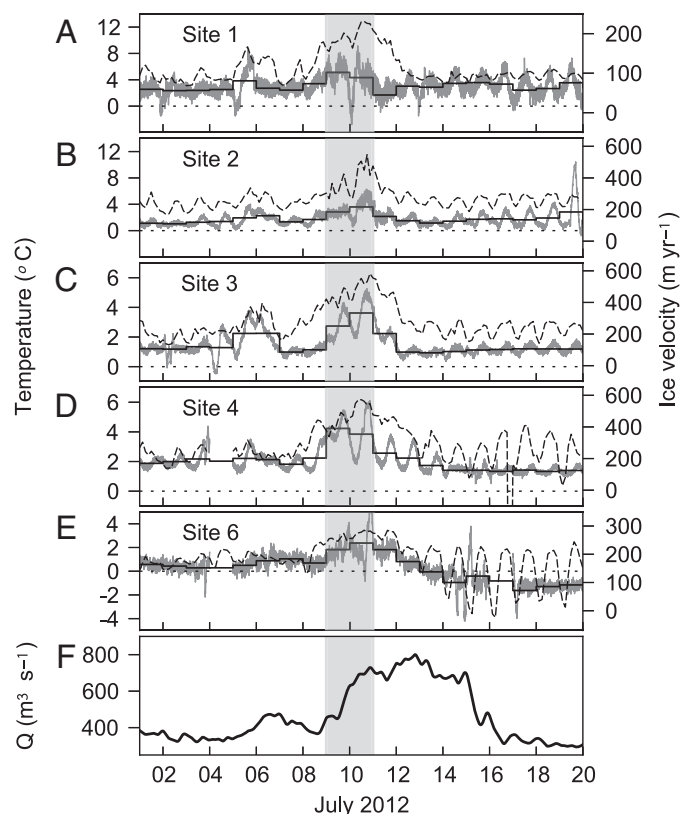 A
Site 1
12
8
4
0
200
100
0
B
Site 2
12
8
4
0
600
400
200
0
C
Site 3
6
4
2
0
600
400
200
0
D
Site 4
6
4
2
0
600
400
200
0
E
Site 6
4
2
0
-2
-4
300
200
100
0
F
800
600
400
Temperature (° C)
Ice velocity (m yr–1)
Q (m3 s–1)
02 04 06 08 10 12 14 16 18 20
July 2012